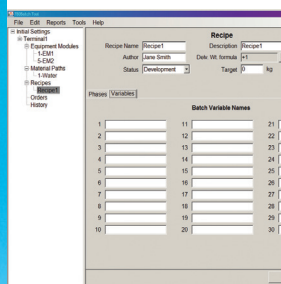 File Edit Reports Tools Help
Initial Settings
Terminal1
Equipment Modules
1-EM1
5-EM2
Material Paths
1-Water
Recipes
Recipe1
Orders
History
Recipe
Recipe Name Recipe1 Description Recipe1
Author Jane Smith Delv. Wt. formula +1
Status Development Target 0 kg
Phases Variables
Batch Variable Names
1 11 21
2 12 22
3 13 23
4 14 24
5 15 25
6 16 26
7 17 27
8 18 28
9 19 29
10 20 30